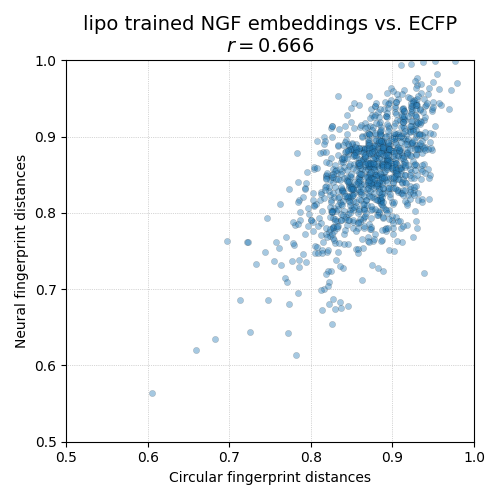 lipo trained NGF embeddings vs. ECFP
r = 0.666
1.0
0.9
0.8
0.7
0.6
0.5
Neural fingerprint distances
0.5 0.6 0.7 0.8 0.9 1.0
Circular fingerprint distances